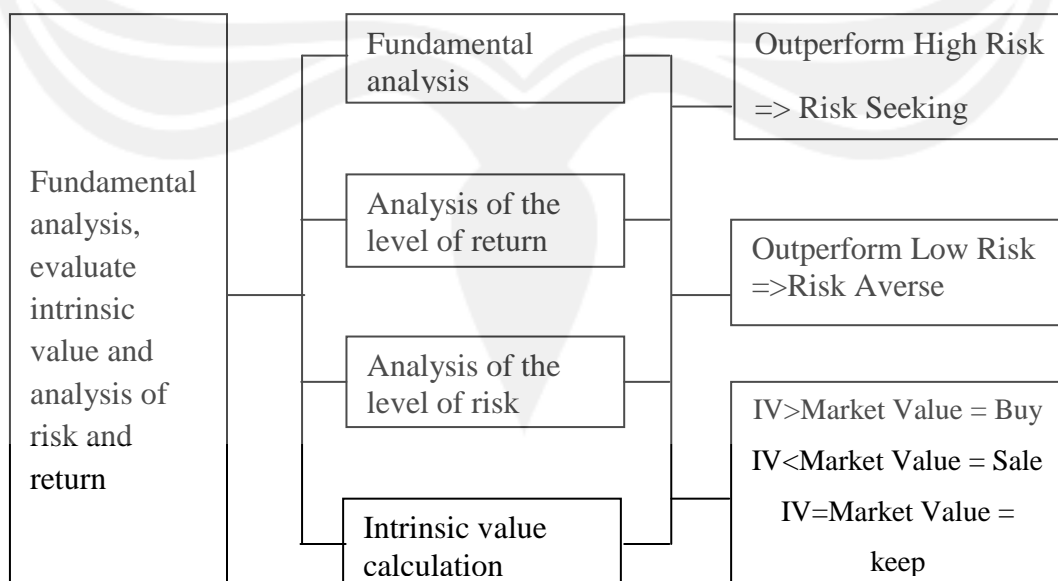 Fundamental
analysis,
evaluate
intrinsic
value and
analysis of
risk and
return
Fundamental
analysis
Analysis of the
level of return
Analysis of the
level of risk
Intrinsic value
calculation
Outperform High Risk
=> Risk Seeking
Outperform Low Risk
=>Risk Averse
IV>Market Value = Buy
IV<Market Value = Sale
IV=Market Value =
keep